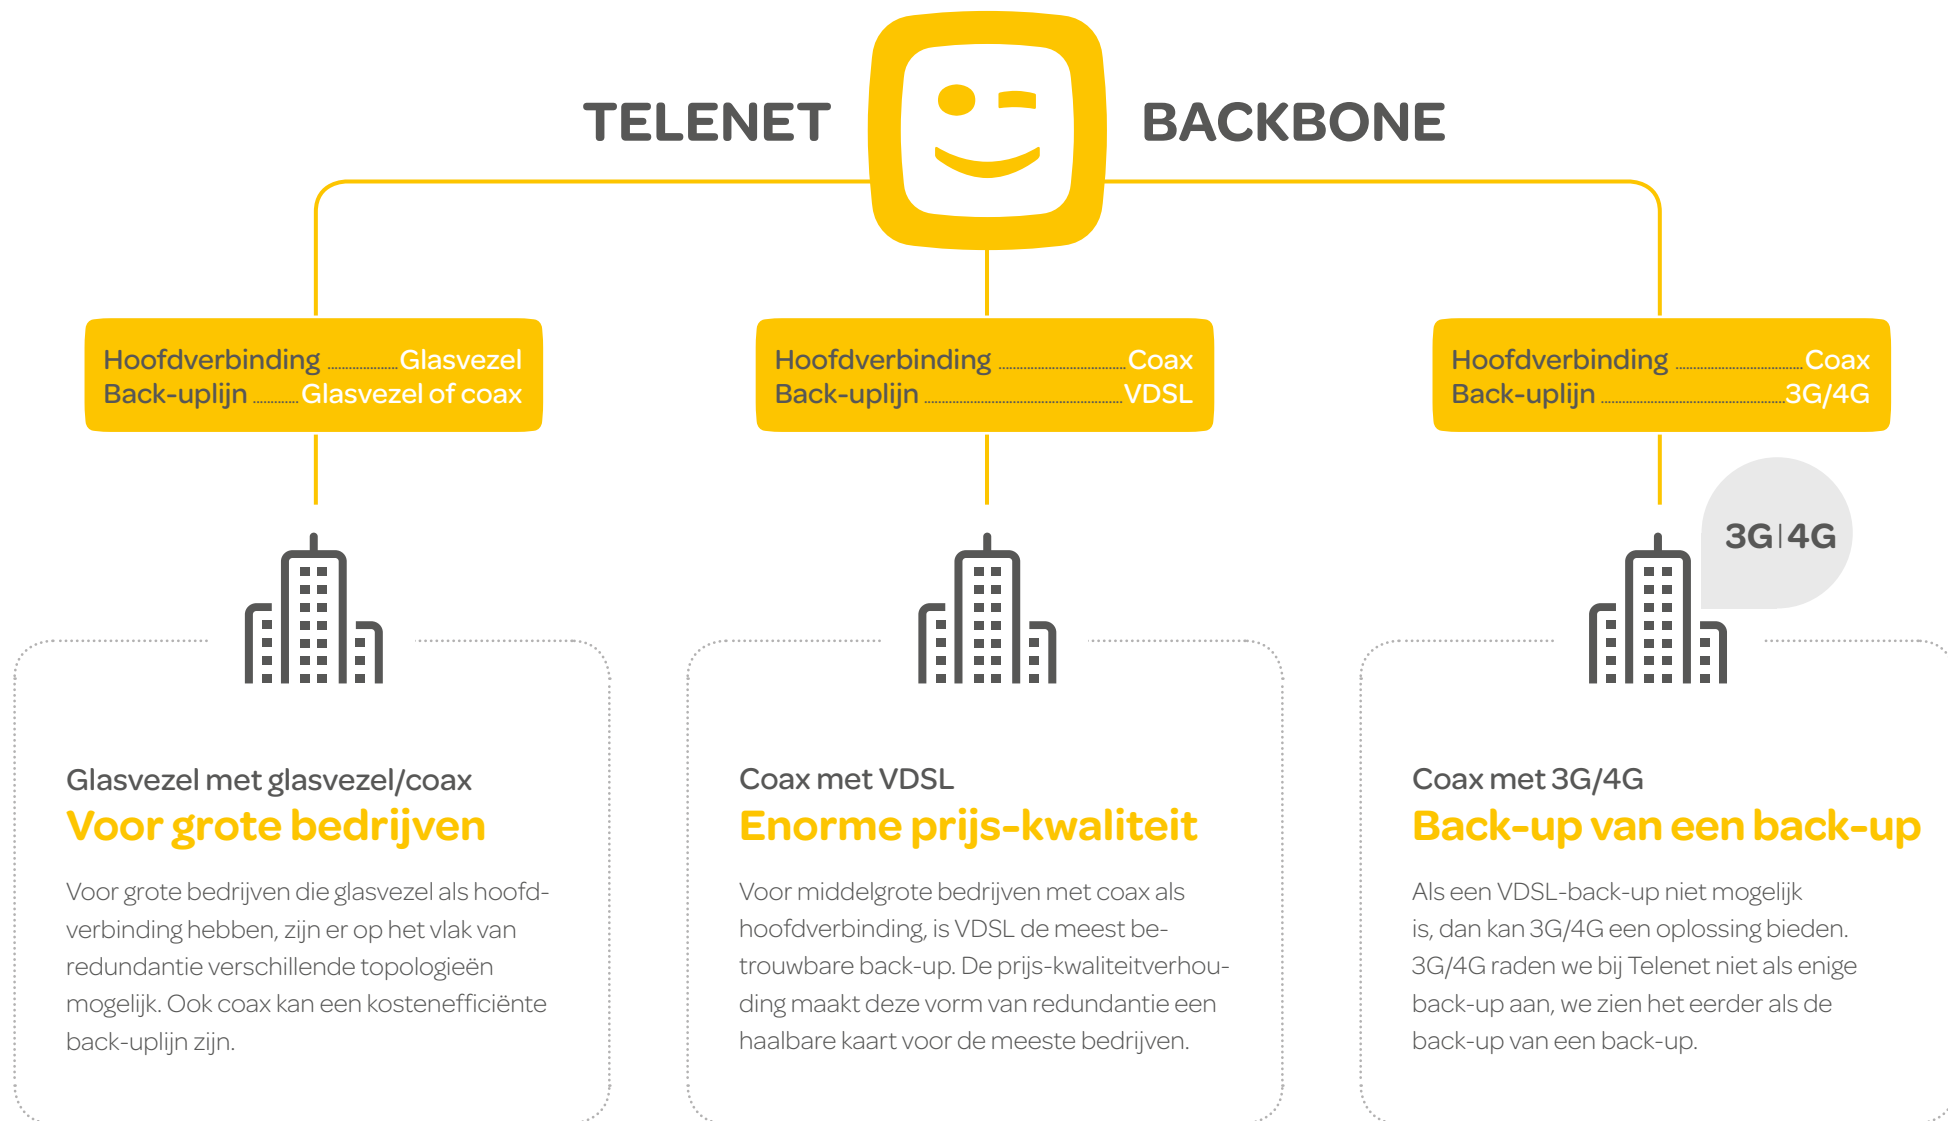 TELENET BACKBONE
Hoofdverbinding Glasvezel
Back-uplijn Glasvezel of coax
Hoofdverbinding Coax
Back-uplijn VDSL
Hoofdverbinding Coax
Back-uplijn 3G/4G
3G|4G
Glasvezel met glasvezel/coax
Voor grote bedrijven
Voor grote bedrijven die glasvezel als hoofd-
verbinding hebben, zijn er op het vlak van
redundantie verschillende topologieën
mogelijk. Ook coax kan een kostenefficiënte
back-uplijn zijn.
Coax met VDSL
Enorme prijs-kwaliteit
Voor middelgrote bedrijven met coax als
hoofdverbinding, is VDSL de meest be-
trouwbare back-up. De prijs-kwaliteitverhou-
ding maakt deze vorm van redundantie een
haalbare kaart voor de meeste bedrijven.
Coax met 3G/4G
Back-up van een back-up
Als een VDSL-back-up niet mogelijk
is, dan kan 3G/4G een oplossing bieden.
3G/4G raden we bij Telenet niet als enige
back-up aan, we zien het eerder als de
back-up van een back-up.